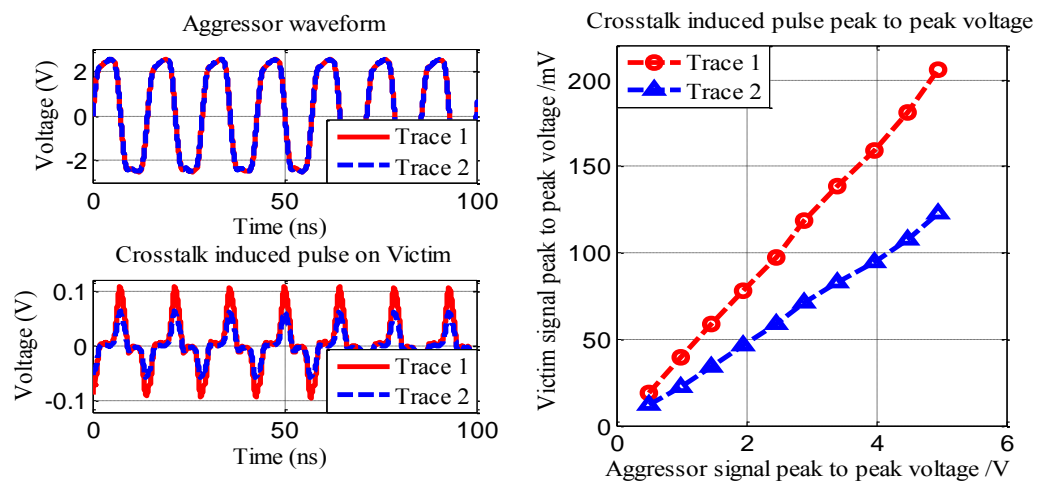 Aggressor waveform
Voltage (V)
2
0
-2
Trace 1
Trace 2
0
50
100
Time (ns)
Crosstalk induced pulse on Victim
Voltage (V)
0.1
0
-0.1
Trace 1
Trace 2
0
50
100
Time (ns)
Crosstalk induced pulse peak to peak voltage
Victim signal peak to peak voltage /mV
200
150
100
50
0
Trace 1
Trace 2
0
2
4
6
Aggressor signal peak to peak voltage /V